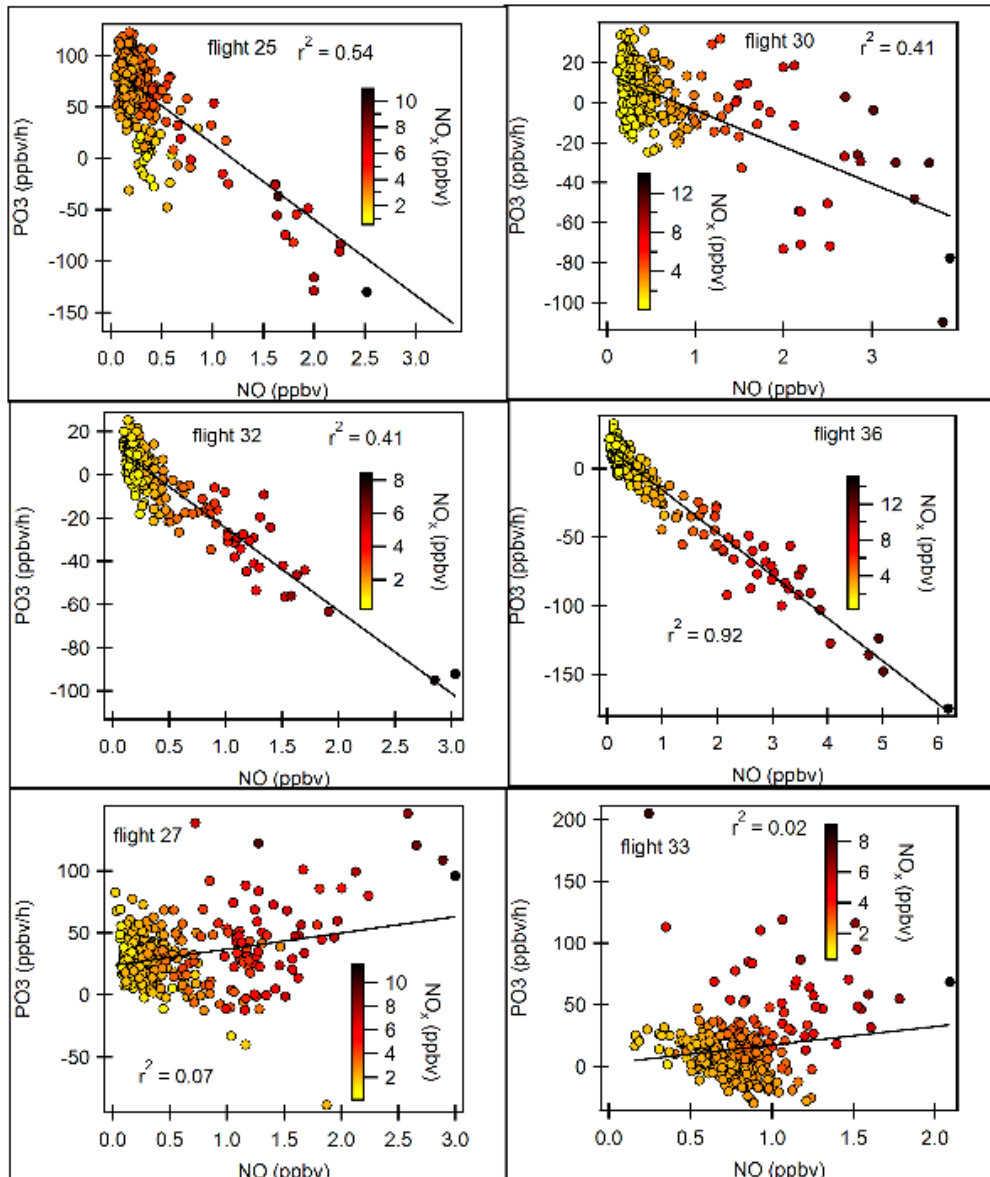 flight 25
r² = 0.54
100
50
0
-50
-100
-150
PO3 (ppbv/h)
10
8
6
4
2
NOx (ppbv)
0.0 0.5 1.0 1.5 2.0 2.5 3.0
NO (ppbv)
flight 30
r² = 0.41
20
0
-20
-40
-60
-80
-100
PO3 (ppbv/h)
12
8
4
NOx (ppbv)
0 1 2 3
NO (ppbv)
flight 32
r² = 0.41
20
0
-20
-40
-60
-80
-100
PO3 (ppbv/h)
8
6
4
2
NOx (ppbv)
0.0 0.5 1.0 1.5 2.0 2.5 3.0
NO (ppbv)
flight 36
0
-50
-100
-150
PO3 (ppbv/h)
12
8
4
NOx (ppbv)
r² = 0.92
0 1 2 3 4 5 6
NO (ppbv)
flight 27
100
50
0
-50
PO3 (ppbv/h)
10
8
6
4
2
NOx (ppbv)
r² = 0.07
0.0 0.5 1.0 1.5 2.0 2.5 3.0
NO (ppbv)
r² = 0.02
flight 33
200
150
100
50
0
PO3 (ppbv/h)
8
6
4
2
NOx (ppbv)
0.0 0.5 1.0 1.5 2.0
NO (ppbv)